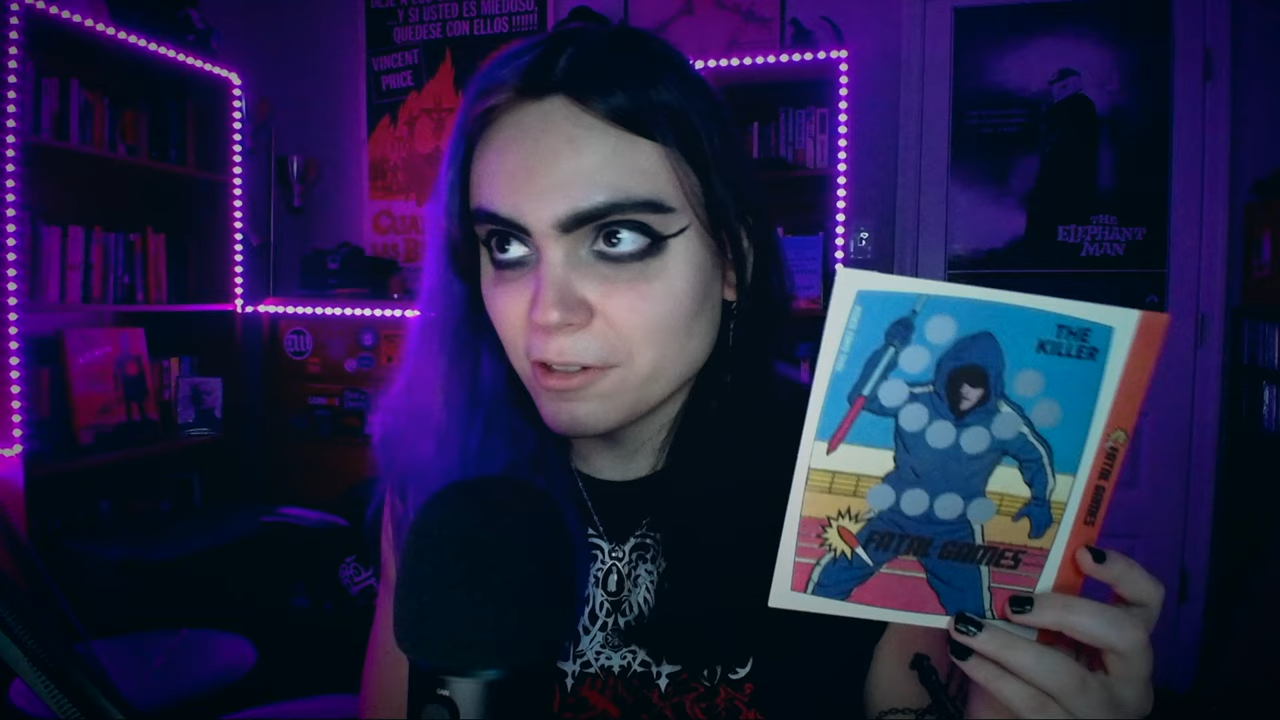 ...Y SI USTED ES MIEDOSO,
QUEDESE CON ELLOS !!!!!!
VINCENT
PRICE
THE
ELEPHANT
MAN
THE
KILLER
FATAL GAMES
FATAL GAMES